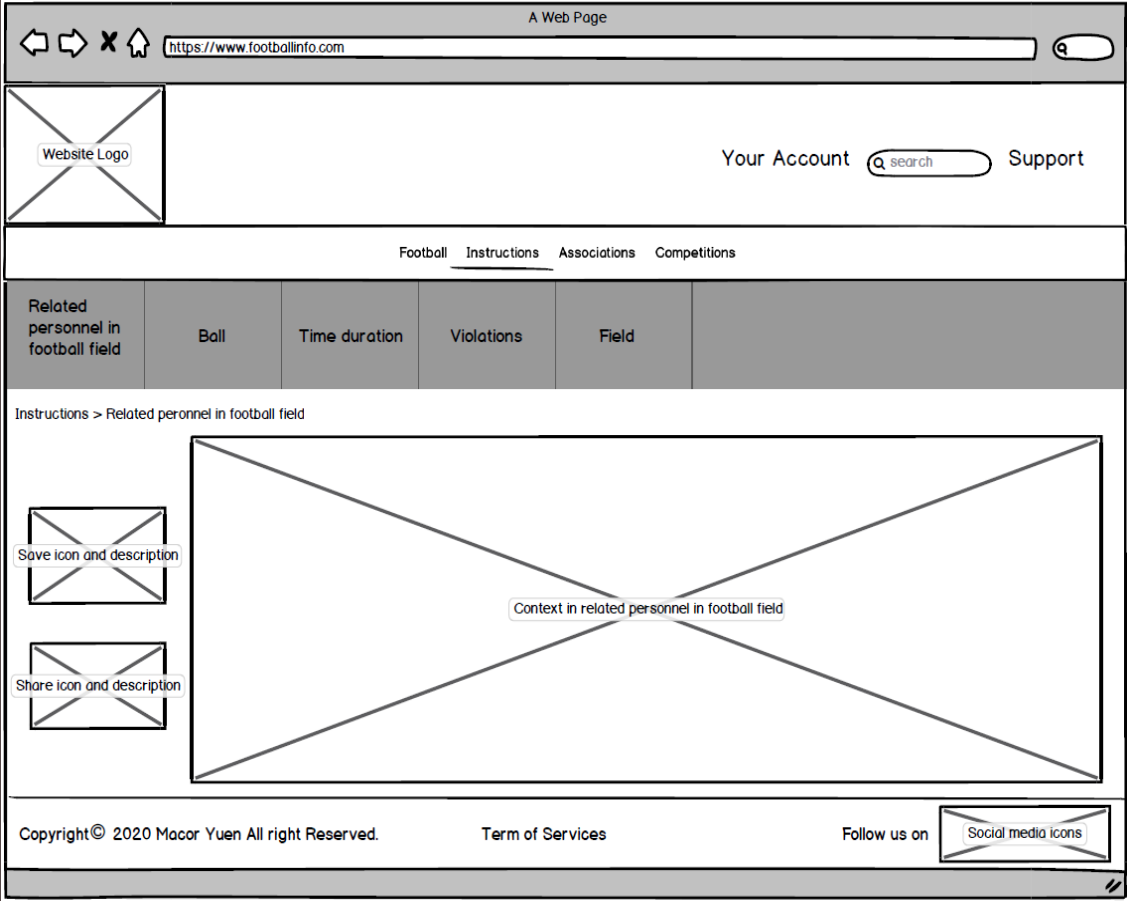 A Web Page
https://www.footballinfo.com
Website Logo
Your Account
search
Support
Football
Instructions
Associations
Competitions
Related
personnel in
football field
Ball
Time duration
Violations
Field
Instructions > Related peronnel in football field
Save icon and description
Context in related personnel in football field
Share icon and description
Copyright© 2020 Macor Yuen All right Reserved.
Term of Services
Follow us on
Social media icons